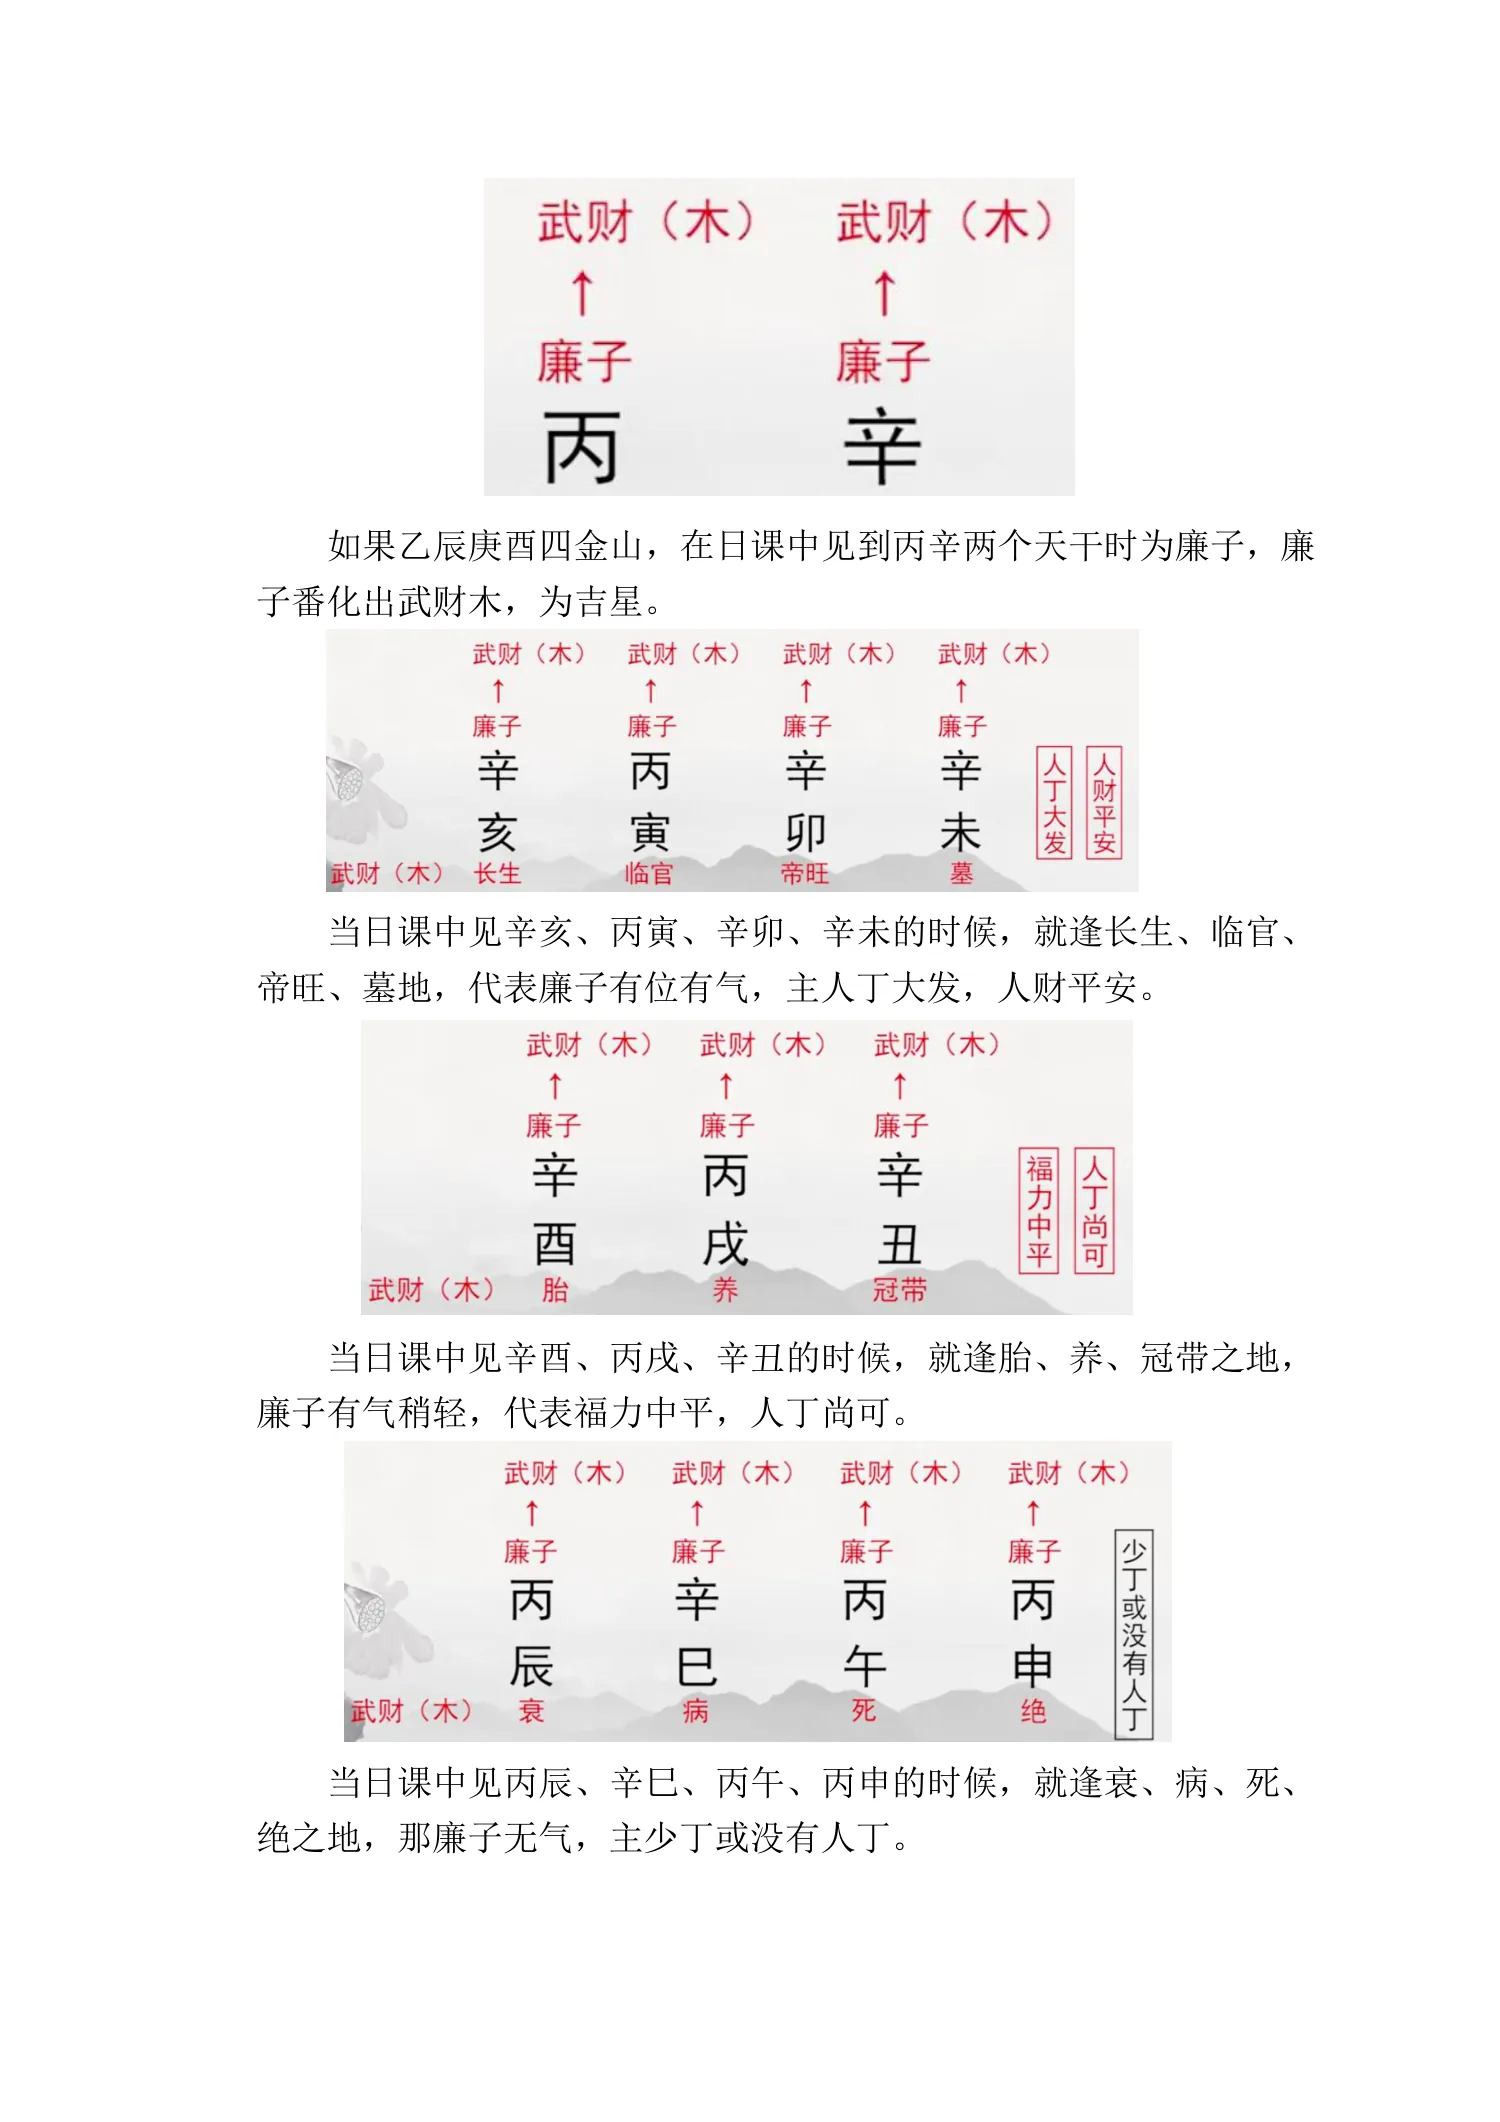 武财（木） 武财（木）
↑ ↑
廉子 廉子
丙 辛
如果乙辰庚酉四金山，在日课中见到丙辛两个天干时为廉子，廉
子番化出武财木，为吉星。
武财（木） 武财（木） 武财（木） 武财（木）
↑ ↑ ↑ ↑
廉子 廉子 廉子 廉子
辛 丙 辛 辛
亥 寅 卯 未
武财（木） 长生 临官 帝旺 墓
人丁大发
人财平安
当日课中见辛亥、丙寅、辛卯、辛未的时候，就逢长生、临官、
帝旺、墓地，代表廉子有位有气，主人丁大发，人财平安。
武财（木） 武财（木） 武财（木）
↑ ↑ ↑
廉子 廉子 廉子
辛 丙 辛
酉 戌 丑
武财（木） 胎 养 冠带
福力中平
人丁尚可
当日课中见辛酉、丙戌、辛丑的时候，就逢胎、养、冠带之地，
廉子有气稍轻，代表福力中平，人丁尚可。
武财（木） 武财（木） 武财（木） 武财（木）
↑ ↑ ↑ ↑
廉子 廉子 廉子 廉子
丙 辛 丙 丙
辰 巳 午 申
武财（木） 衰 病 死 绝
少丁或没有人丁
当日课中见丙辰、辛巳、丙午、丙申的时候，就逢衰、病、死、
绝之地，那廉子无气，主少丁或没有人丁。